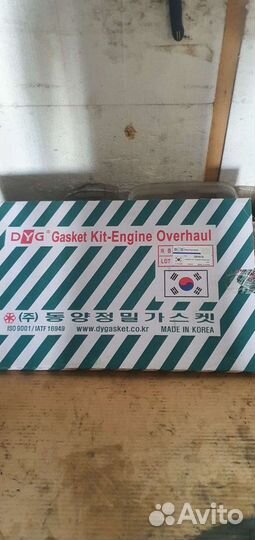 DYG® Gasket Kit-Engine Overhaul
LOT
(주) 동양정밀가스켓
ISO 9001 / IATF 16949 www.dygasket.co.kr MADE IN KOREA
Avito